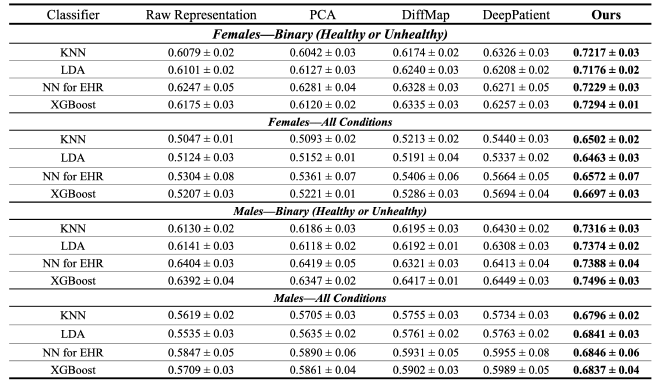 Classifier Raw Representation PCA DiffMap DeepPatient Ours
Females—Binary (Healthy or Unhealthy)
KNN 0.6079 ± 0.02 0.6042 ± 0.03 0.6174 ± 0.02 0.6326 ± 0.03 0.7217 ± 0.03
LDA 0.6101 ± 0.02 0.6127 ± 0.03 0.6240 ± 0.03 0.6208 ± 0.02 0.7176 ± 0.02
NN for EHR 0.6247 ± 0.05 0.6281 ± 0.04 0.6328 ± 0.03 0.6271 ± 0.05 0.7229 ± 0.03
XGBoost 0.6175 ± 0.03 0.6120 ± 0.02 0.6335 ± 0.03 0.6257 ± 0.03 0.7294 ± 0.01
Females—All Conditions
KNN 0.5047 ± 0.01 0.5093 ± 0.02 0.5213 ± 0.02 0.5440 ± 0.03 0.6502 ± 0.02
LDA 0.5124 ± 0.03 0.5152 ± 0.01 0.5191 ± 0.04 0.5337 ± 0.02 0.6463 ± 0.03
NN for EHR 0.5304 ± 0.08 0.5361 ± 0.07 0.5406 ± 0.06 0.5664 ± 0.05 0.6572 ± 0.07
XGBoost 0.5207 ± 0.03 0.5221 ± 0.01 0.5286 ± 0.03 0.5694 ± 0.04 0.6697 ± 0.03
Males—Binary (Healthy or Unhealthy)
KNN 0.6130 ± 0.02 0.6186 ± 0.03 0.6195 ± 0.03 0.6430 ± 0.02 0.7316 ± 0.03
LDA 0.6141 ± 0.03 0.6118 ± 0.02 0.6192 ± 0.01 0.6308 ± 0.03 0.7374 ± 0.02
NN for EHR 0.6404 ± 0.03 0.6419 ± 0.05 0.6321 ± 0.03 0.6413 ± 0.04 0.7388 ± 0.04
XGBoost 0.6392 ± 0.04 0.6347 ± 0.02 0.6417 ± 0.01 0.6449 ± 0.03 0.7496 ± 0.03
Males—All Conditions
KNN 0.5619 ± 0.02 0.5705 ± 0.03 0.5755 ± 0.03 0.5734 ± 0.03 0.6796 ± 0.02
LDA 0.5535 ± 0.03 0.5635 ± 0.02 0.5761 ± 0.02 0.5763 ± 0.02 0.6841 ± 0.03
NN for EHR 0.5847 ± 0.05 0.5890 ± 0.06 0.5931 ± 0.05 0.5955 ± 0.08 0.6846 ± 0.06
XGBoost 0.5709 ± 0.03 0.5861 ± 0.04 0.5902 ± 0.03 0.5989 ± 0.05 0.6837 ± 0.04